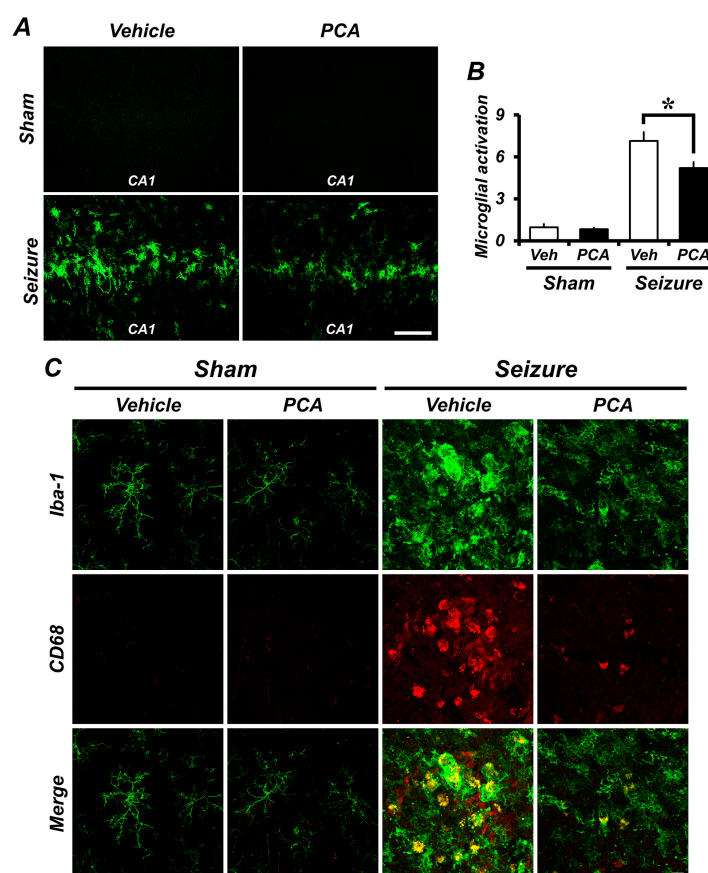 A
Vehicle
PCA
Sham
CA1
CA1
Seizure
CA1
CA1
B
Microglial activation
9
6
3
0
*
Veh
PCA
Veh
PCA
Sham
Seizure
C
Sham
Seizure
Vehicle
PCA
Vehicle
PCA
Iba-1
CD68
Merge